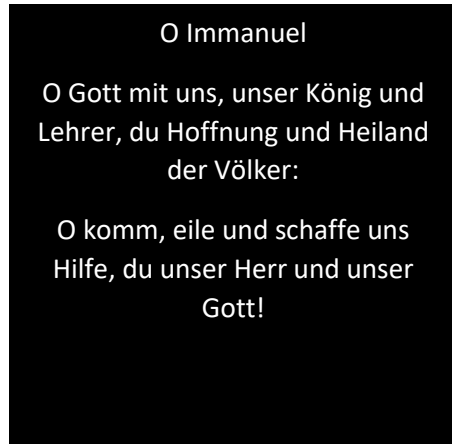 O Immanuel
O Gott mit uns, unser König und
Lehrer, du Hoffnung und Heiland
der Völker:
O komm, eile und schaffe uns
Hilfe, du unser Herr und unser
Gott!